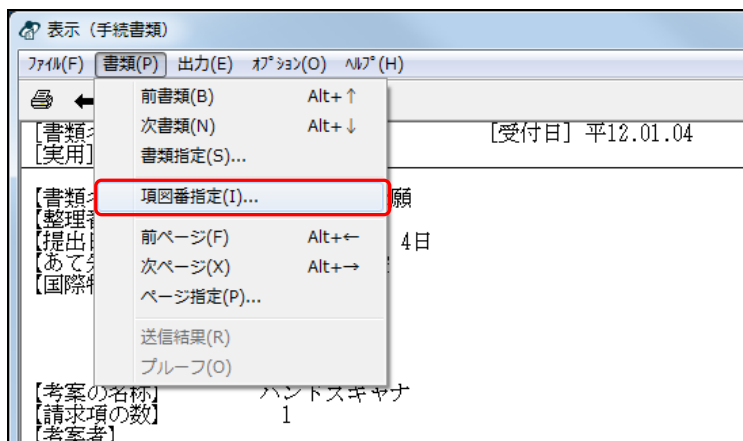 表示（手続書類）
ファイル(F) 書類(P) 出力(E) オプション(O) ヘルプ(H)
前書類(B) Alt+↑
次書類(N) Alt+↓
書類指定(S)...
項図番指定(I)...
前ページ(F) Alt+←
次ページ(X) Alt+→
ページ指定(P)...
送信結果(R)
プルーフ(O)
[書類 [受付日] 平12.01.04
[実用]
【書類 願
【整理
【提出 4日
【あて
【国際
【考案の名称】 ハンドスキャナ
【請求項の数】 1
【考案者】